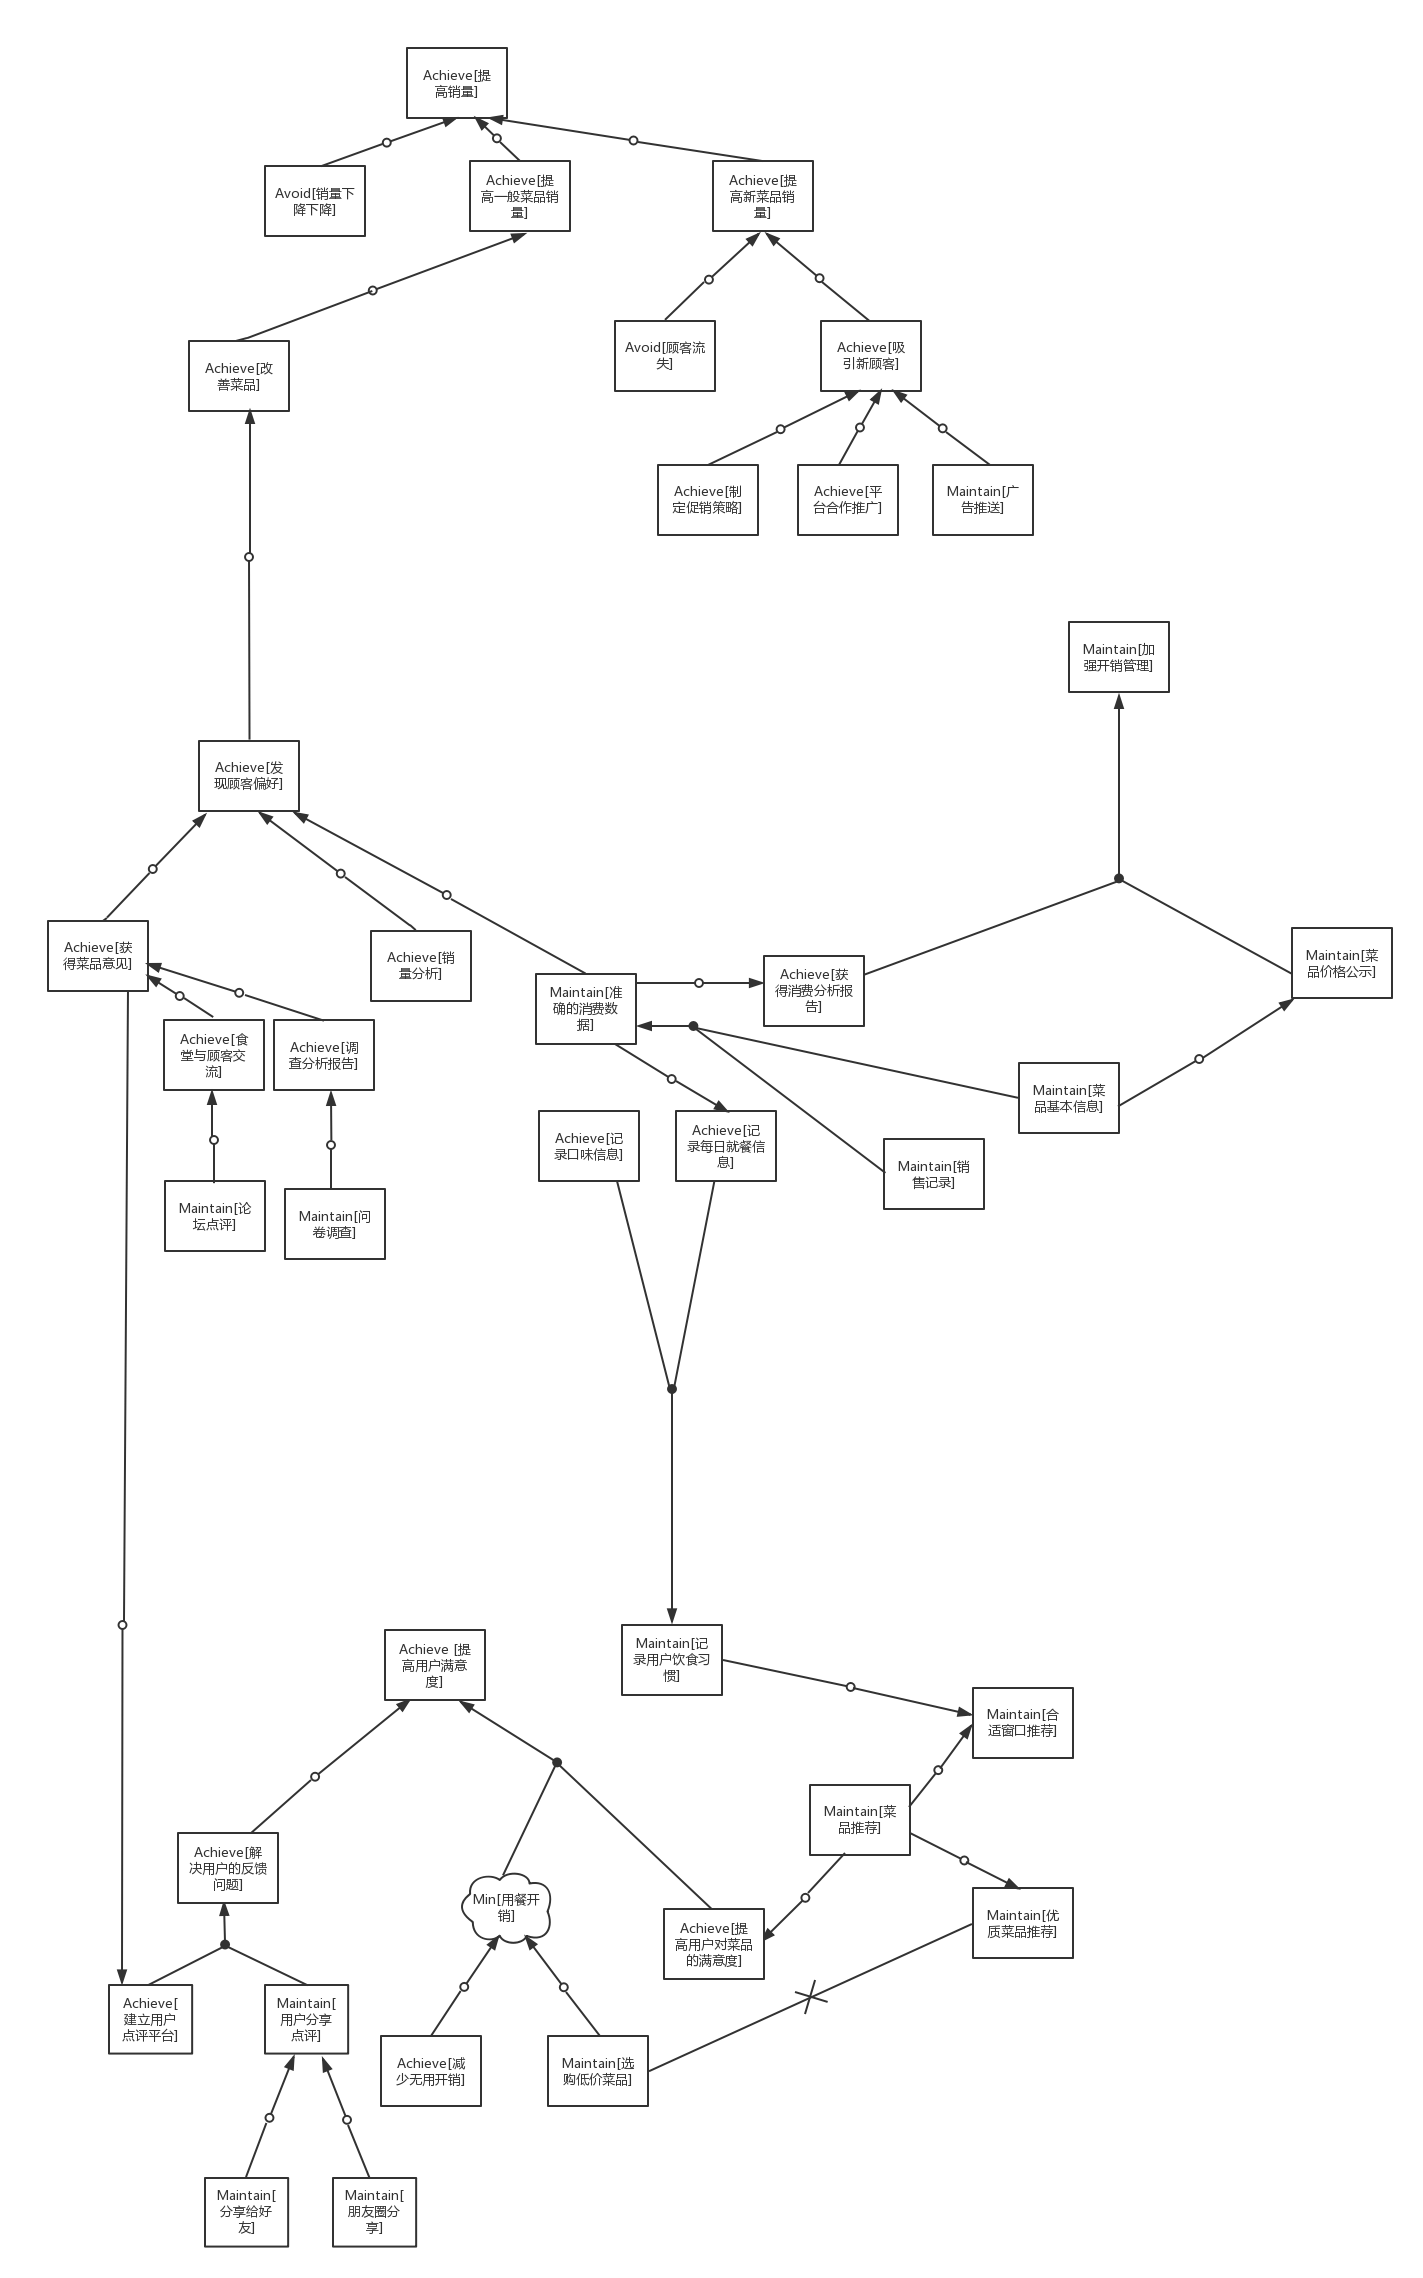 Achieve[提
高销量]
Avoid[销量下
降下降]
Achieve[提
高一般菜品销
量]
Achieve[提
高新菜品销
量]
Achieve[改
善菜品]
Avoid[顾客流
失]
Achieve[吸
引新顾客]
Achieve[制
定促销策略]
Achieve[平
台合作推广]
Maintain[广
告推送]
Maintain[加
强开销管理]
Achieve[发
现顾客偏好]
Achieve[获
得菜品意见]
Achieve[销
量分析]
Maintain[准
确的消费数
据]
Achieve[获
得消费分析报
告]
Maintain[菜
品价格公示]
Achieve[食
堂与顾客交
流]
Achieve[调
查分析报告]
Maintain[菜
品基本信息]
Achieve[记
录口味信息]
Achieve[记
录每日就餐信
息]
Maintain[销
售记录]
Maintain[论
坛点评]
Maintain[问
卷调查]
Achieve [提
高用户满意
度]
Maintain[记
录用户饮食习
惯]
Maintain[合
适窗口推荐]
Maintain[菜
品推荐]
Achieve[解
决用户的反馈
问题]
Min[用餐开
销]
Achieve[提
高用户对菜品
的满意度]
Maintain[优
质菜品推荐]
Achieve[
建立用户
点评平台]
Maintain[
用户分享
点评]
Achieve[减
少无用开销]
Maintain[选
购低价菜品]
Maintain[
分享给好
友]
Maintain[
朋友圈分
享]